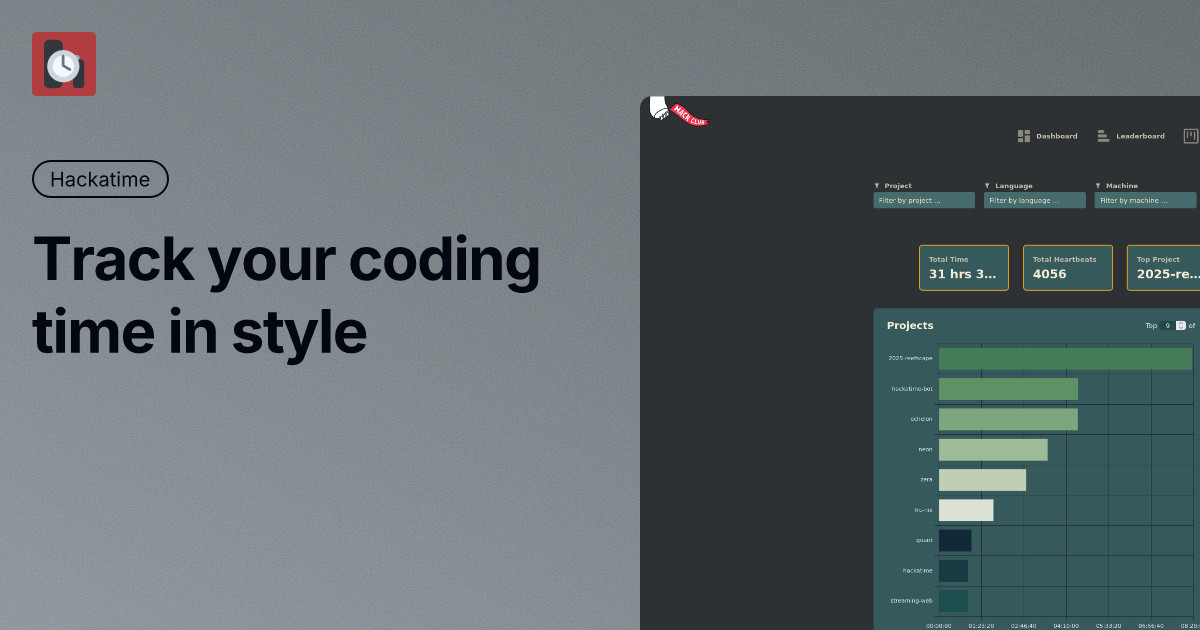 Hackatime
Track your coding
time in style
HACK CLUB
Dashboard
Leaderboard
Project
Language
Machine
Filter by project ...
Filter by language ...
Filter by machine ...
Total Time
31 hrs 3...
Total Heartbeats
4056
Top Project
2025-re...
Projects
Top 9 of
2025-reefscape
hackatime-bot
echelon
neon
zera
frc-nix
quant
hackatime
streaming-web
00:00:00 01:23:20 02:46:40 04:10:00 05:33:20 06:56:40 08:20